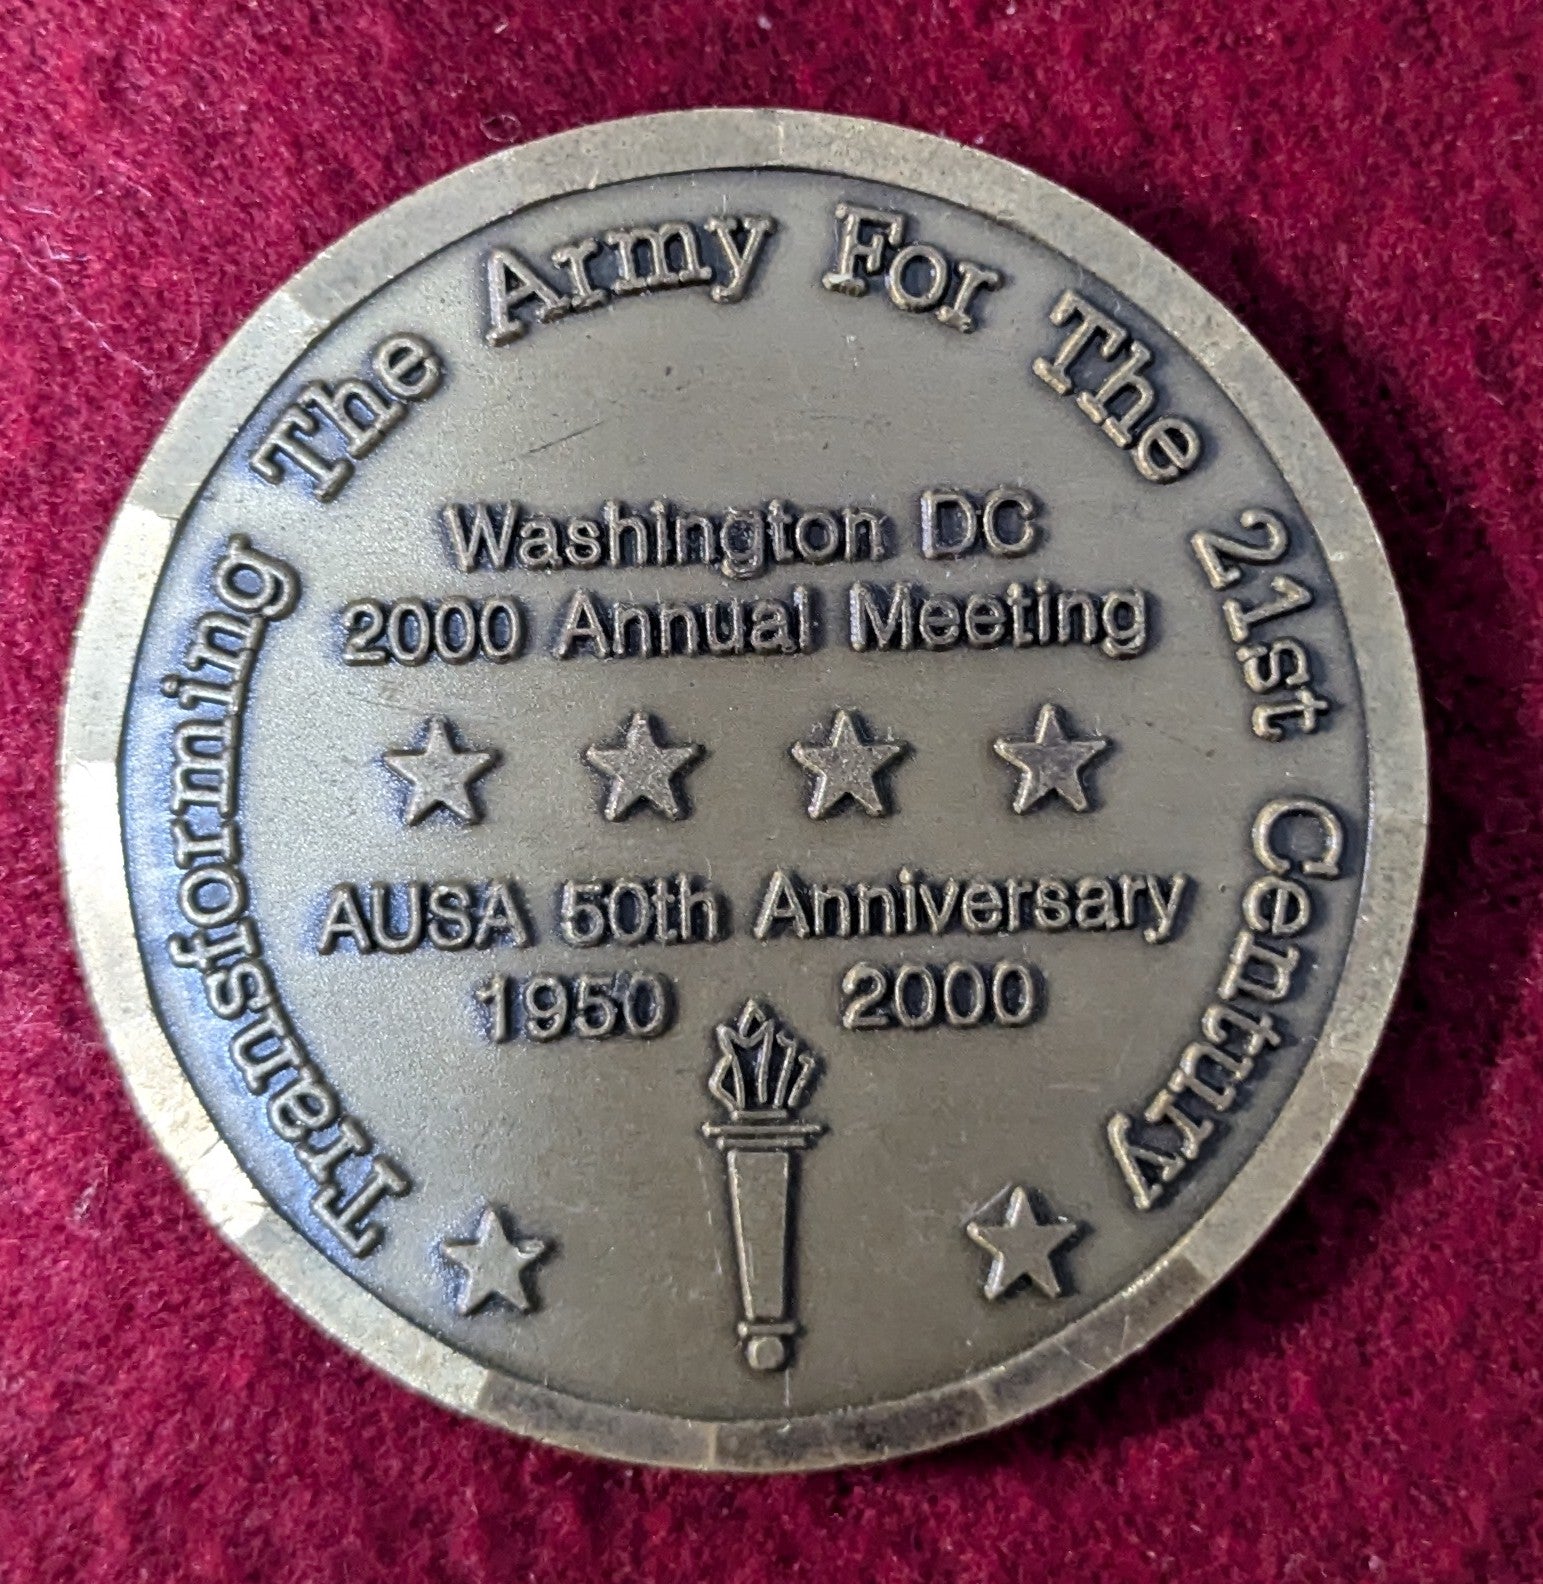 Transforming The Army For The 21st Century
Washington DC
2000 Annual Meeting
AUSA 50th Anniversary
1950 2000